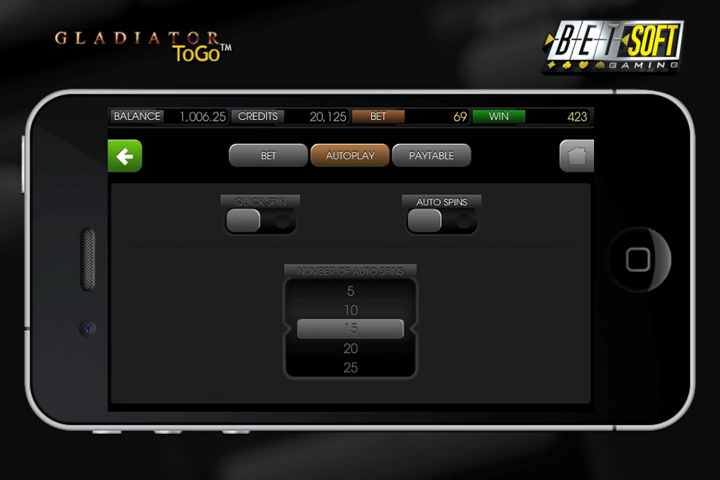 GLADIATOR
ToGo™
BETSOFT
GAMING
BALANCE 1,006.25 CREDITS 20,125 BET 69 WIN 423
BET AUTOPLAY PAYTABLE
QUICK SPIN AUTO SPINS
NUMBER OF AUTO SPINS
5
10
15
20
25